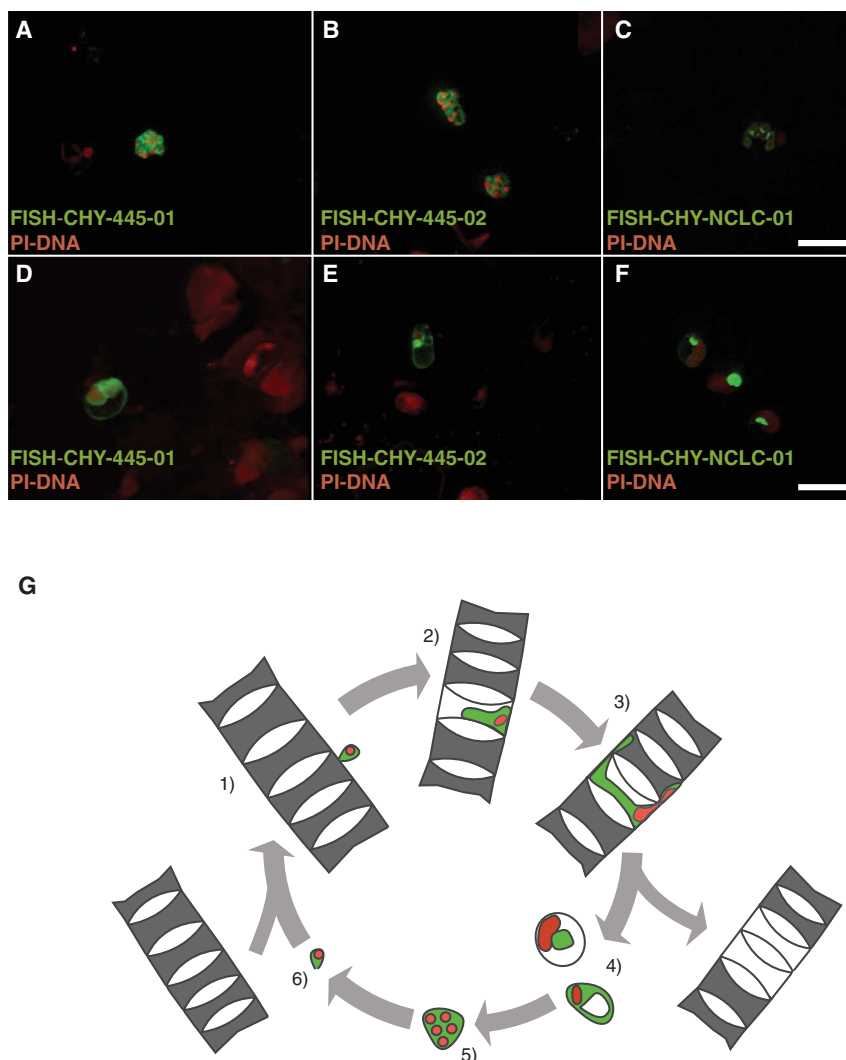 A
B
C
FISH-CHY-445-01
PI-DNA
FISH-CHY-445-02
PI-DNA
FISH-CHY-NCLC-01
PI-DNA
D
E
F
FISH-CHY-445-01
PI-DNA
FISH-CHY-445-02
PI-DNA
FISH-CHY-NCLC-01
PI-DNA
G
2)
3)
1)
4)
6)
5)